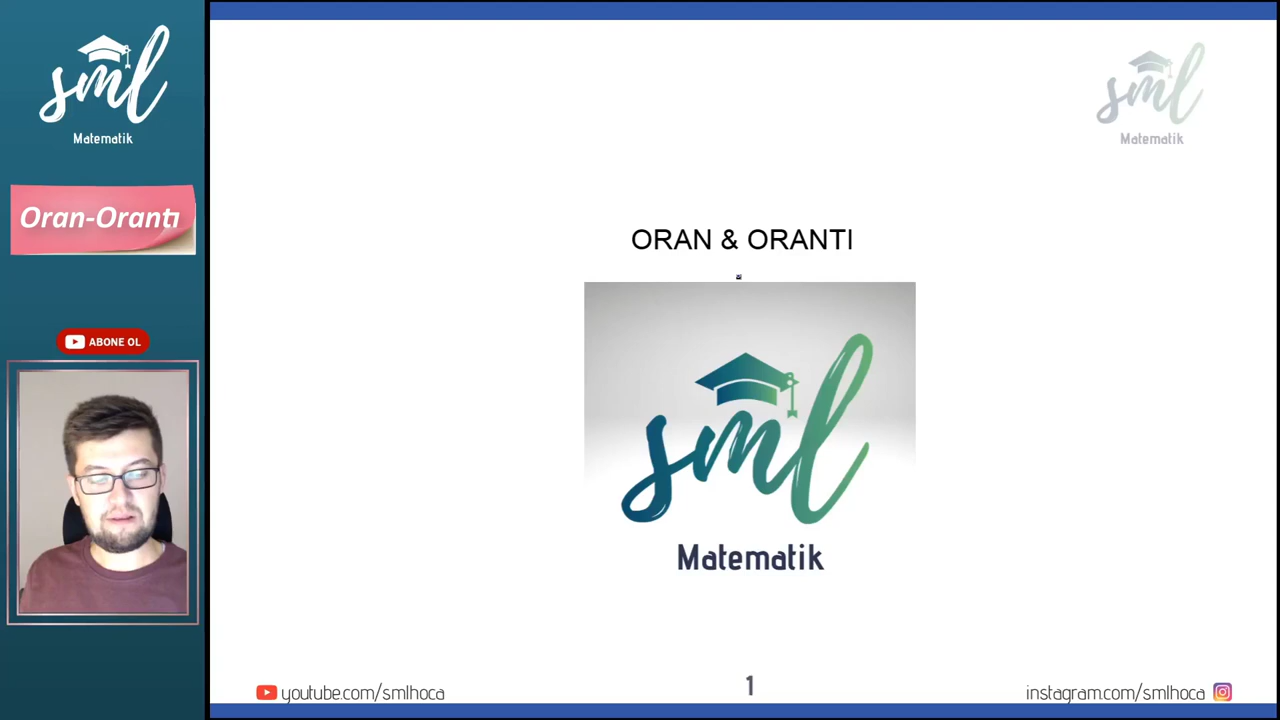 sml
Matematik
Oran-Orantı
ABONE OL
sml
Matematik
ORAN & ORANTI
sml
Matematik
youtube.com/smlhoca
1
instagram.com/smlhoca